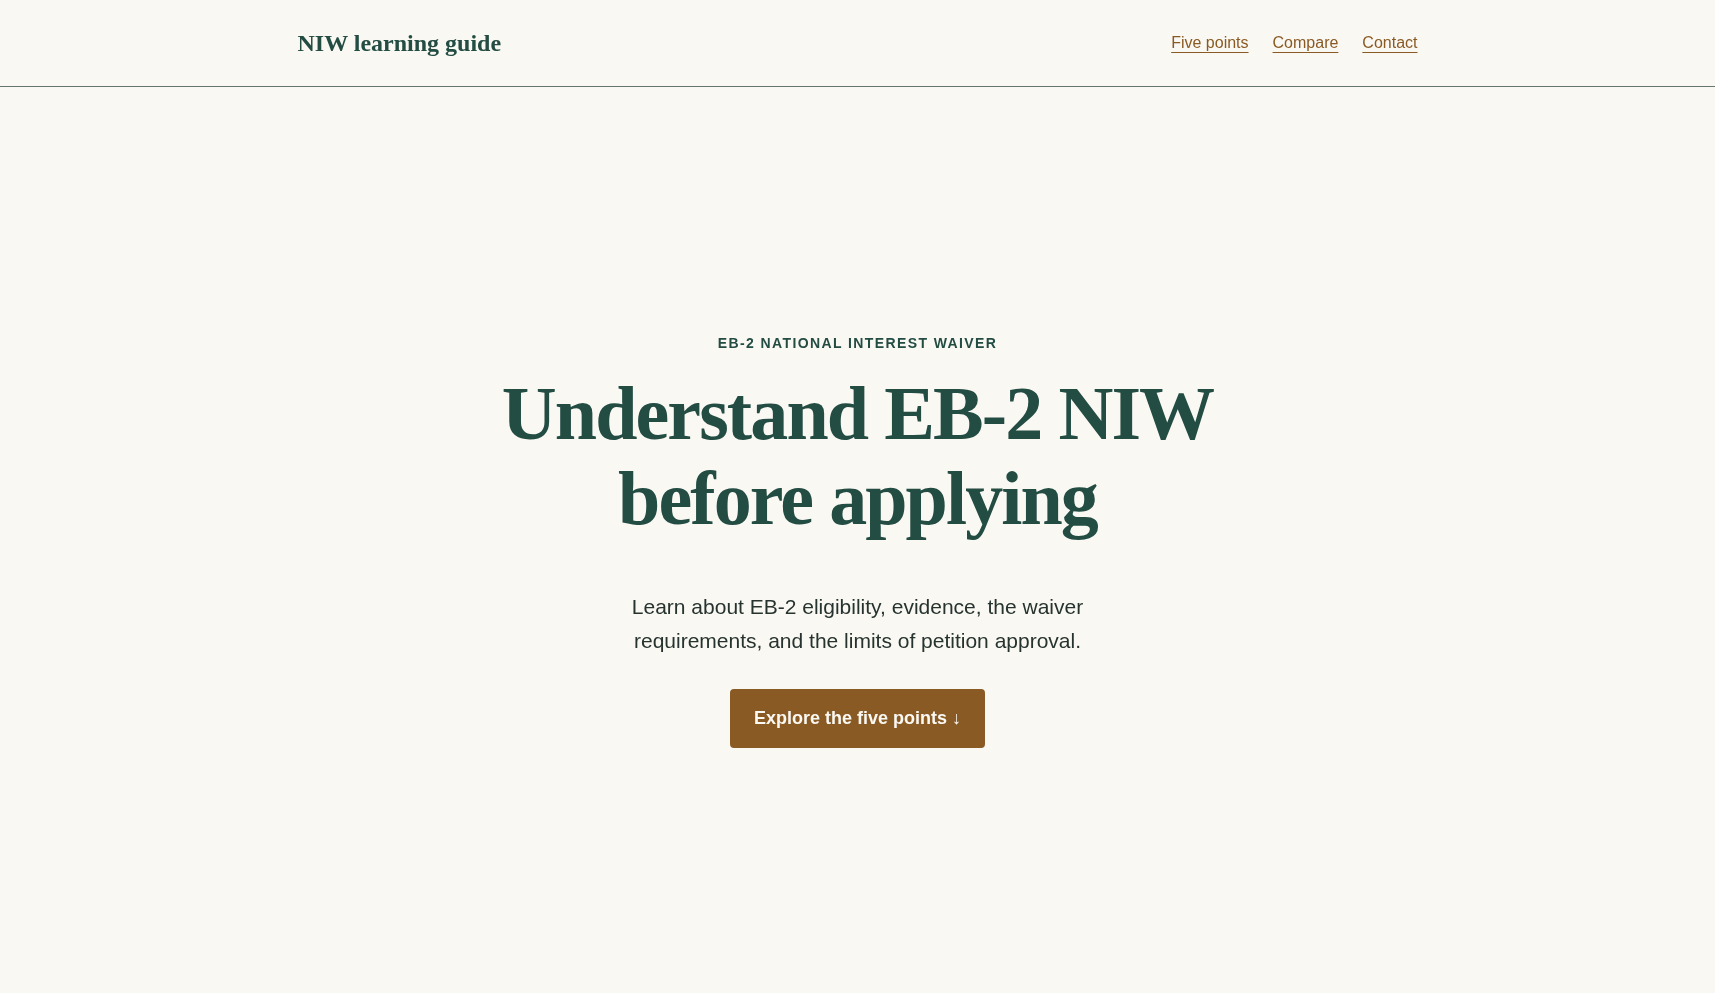 NIW learning guide
Five points
Compare
Contact
EB-2 NATIONAL INTEREST WAIVER
Understand EB-2 NIW
before applying
Learn about EB-2 eligibility, evidence, the waiver
requirements, and the limits of petition approval.
Explore the five points ↓